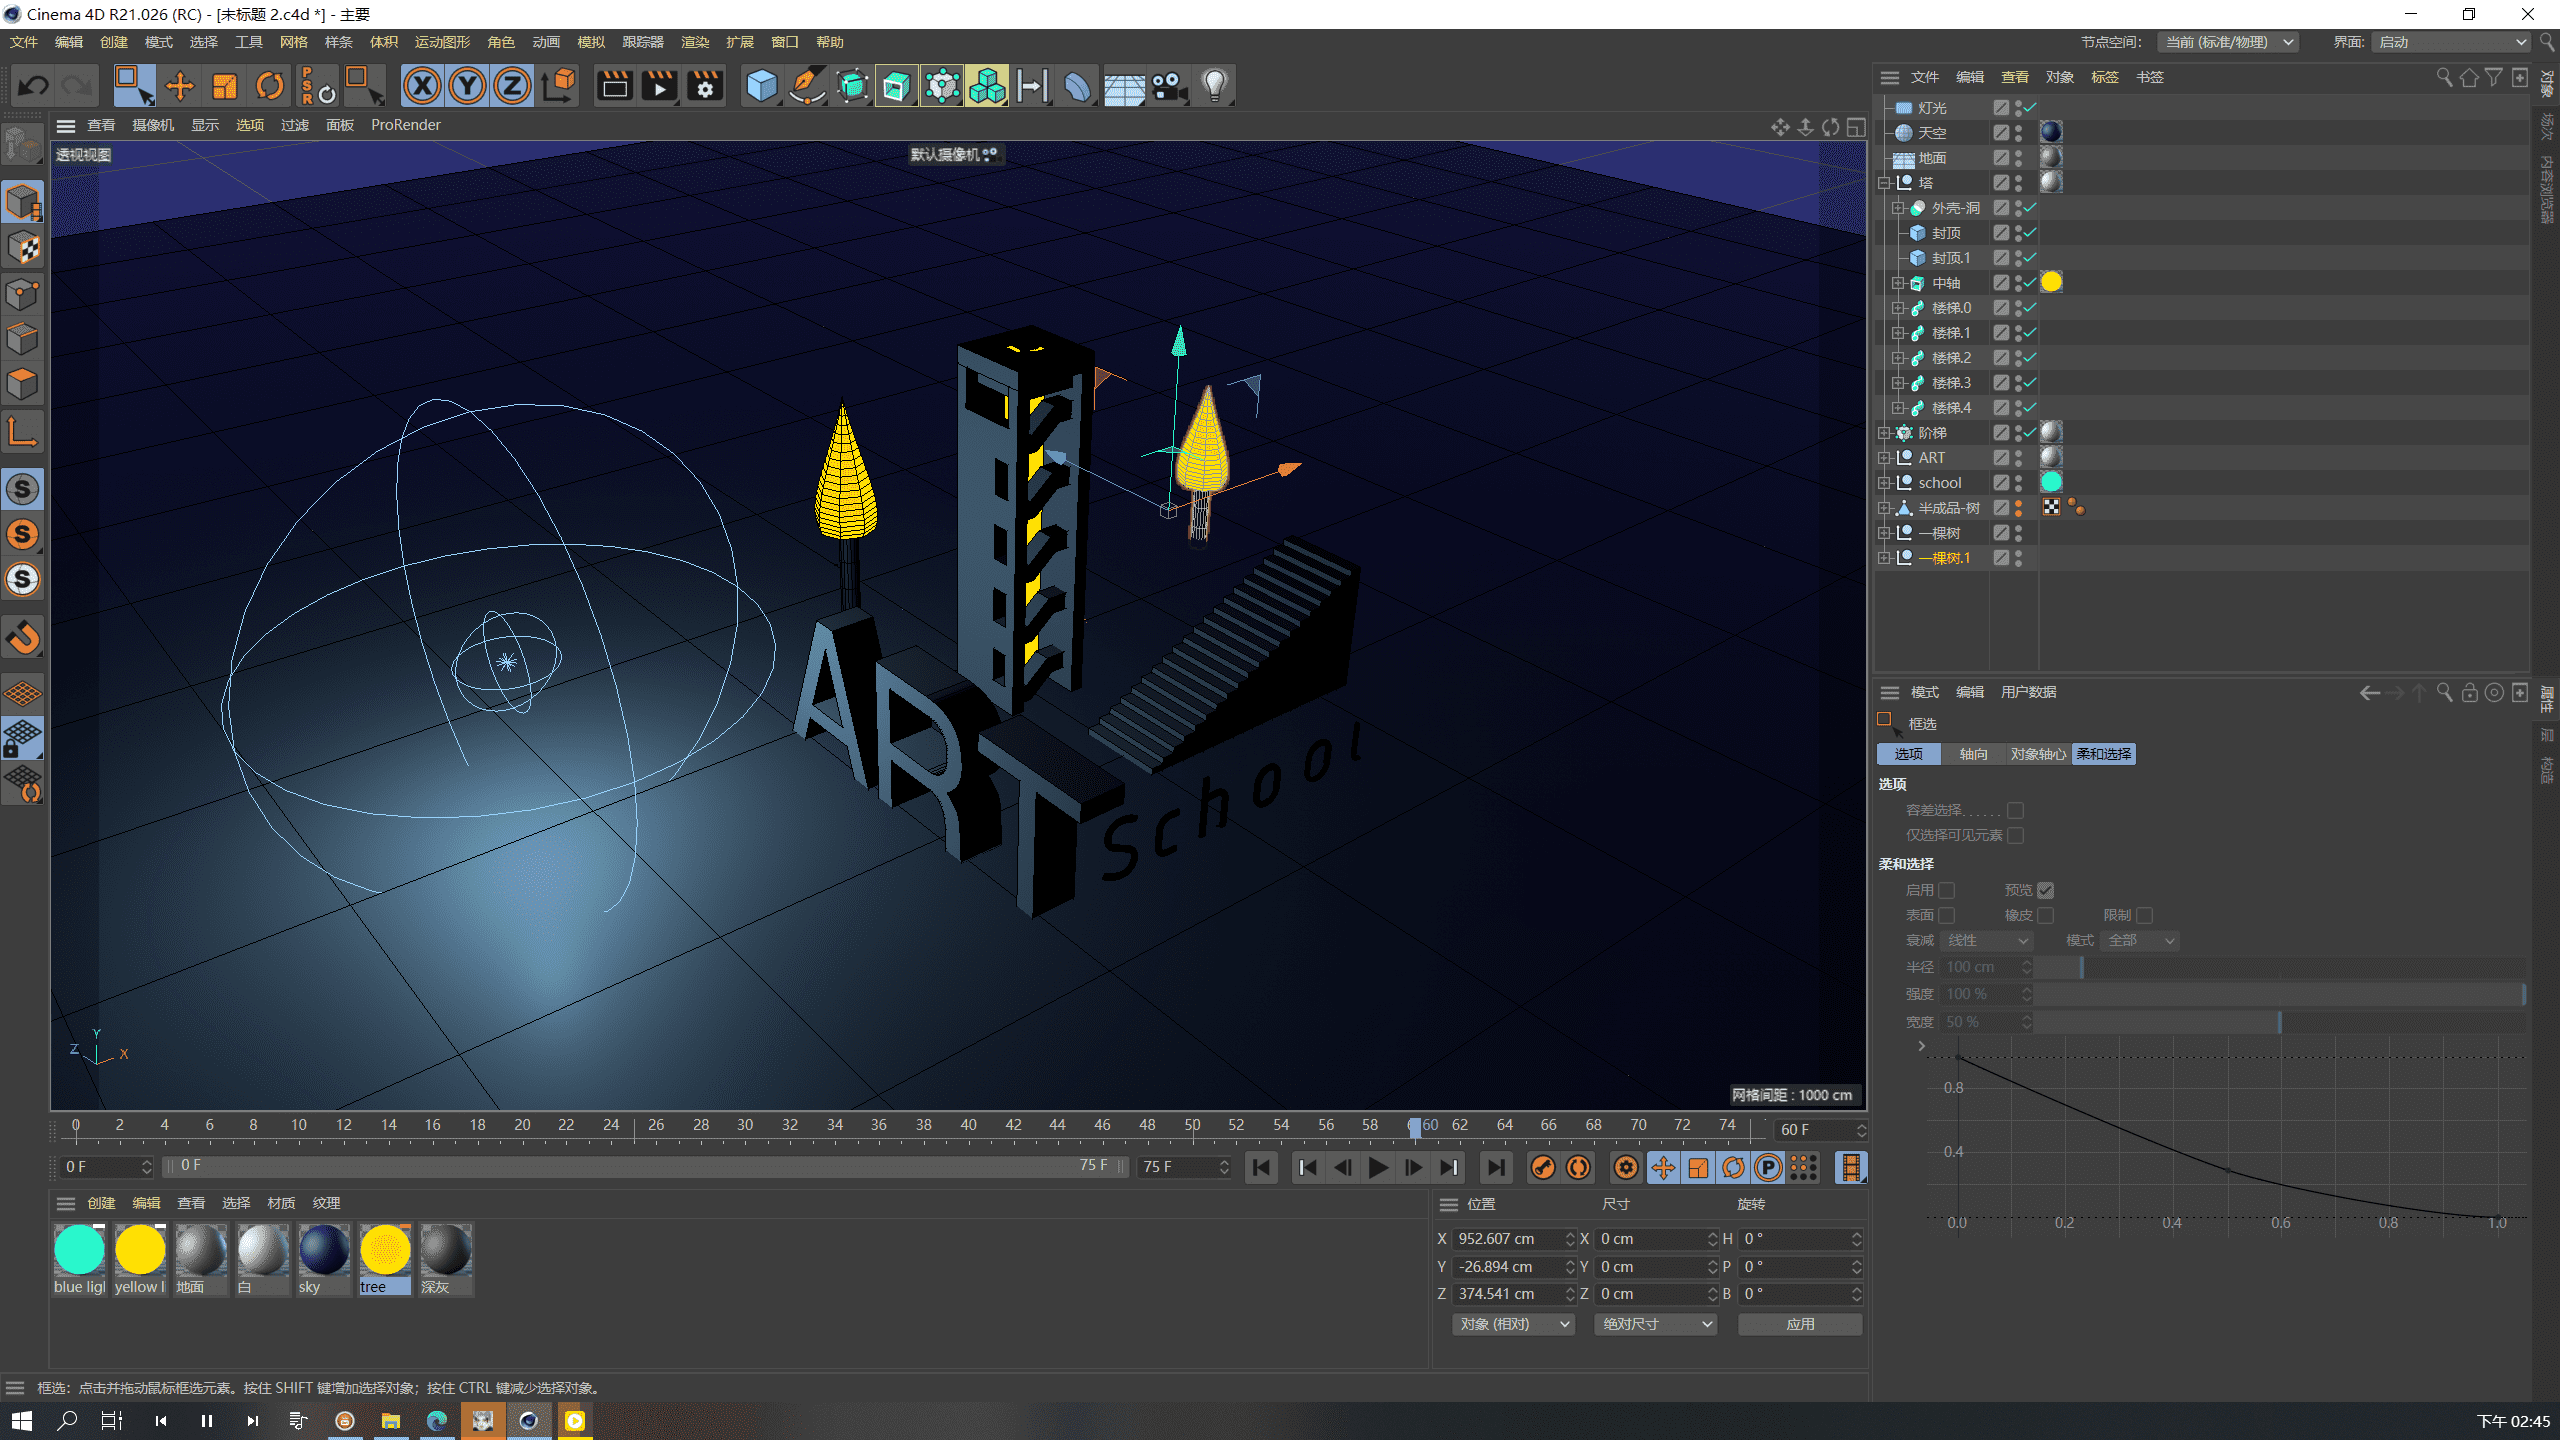 Cinema 4D R21.026 (RC) - [未标题 2.c4d *] - 主要
文件 编辑 创建 模式 选择 工具 网格 样条 体积 运动图形 角色 动画 模拟 跟踪器 渲染 扩展 窗口 帮助
节点空间: 当前 (标准/物理) 界面: 启动
查看 摄像机 显示 选项 过滤 面板 ProRender
透视视图
默认摄像机
ART
School
Y
Z
X
网格间距 : 1000 cm
文件 编辑 查看 对象 标签 书签
灯光
天空
地面
塔
外壳-洞
封顶
封顶.1
中轴
楼梯.0
楼梯.1
楼梯.2
楼梯.3
楼梯.4
阶梯
ART
school
半成品-树
一棵树
一棵树.1
对象
场次
内容浏览器
模式 编辑 用户数据
属性
层
构造
框选
选项 轴向 对象轴心 柔和选择
选项
容差选择......
仅选择可见元素
柔和选择
启用 预览
表面 橡皮 限制
衰减 线性 模式 全部
半径 100 cm
强度 100 %
宽度 50 %
0.8
0.4
0.0 0.2 0.4 0.6 0.8 1.0
0 2 4 6 8 10 12 14 16 18 20 22 24 26 28 30 32 34 36 38 40 42 44 46 48 50 52 54 56 58 60 62 64 66 68 70 72 74
60 F
0 F 0 F 75 F 75 F
创建 编辑 查看 选择 材质 纹理
blue ligl yellow l 地面 白 sky tree 深灰
位置 尺寸 旋转
X 952.607 cm X 0 cm H 0 °
Y -26.894 cm Y 0 cm P 0 °
Z 374.541 cm Z 0 cm B 0 °
对象 (相对) 绝对尺寸 应用
框选：点击并拖动鼠标框选元素。按住 SHIFT 键增加选择对象；按住 CTRL 键减少选择对象。
下午 02:45